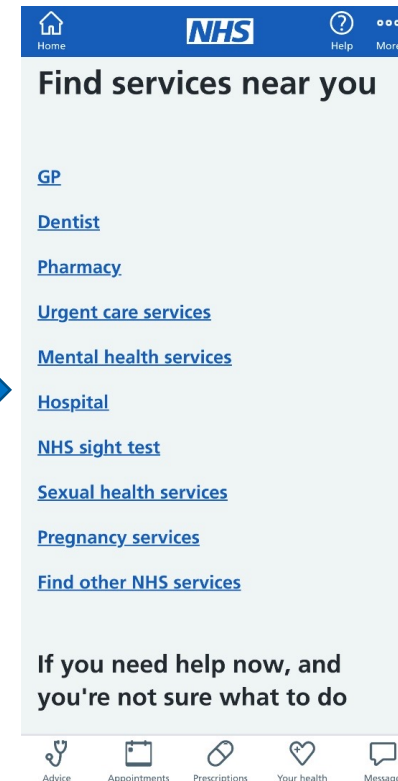 NHS
Home
Help
More
Find services near you
GP
Dentist
Pharmacy
Urgent care services
Mental health services
Hospital
NHS sight test
Sexual health services
Pregnancy services
Find other NHS services
If you need help now, and
you're not sure what to do
Advice
Appointments
Prescriptions
Your health
Message